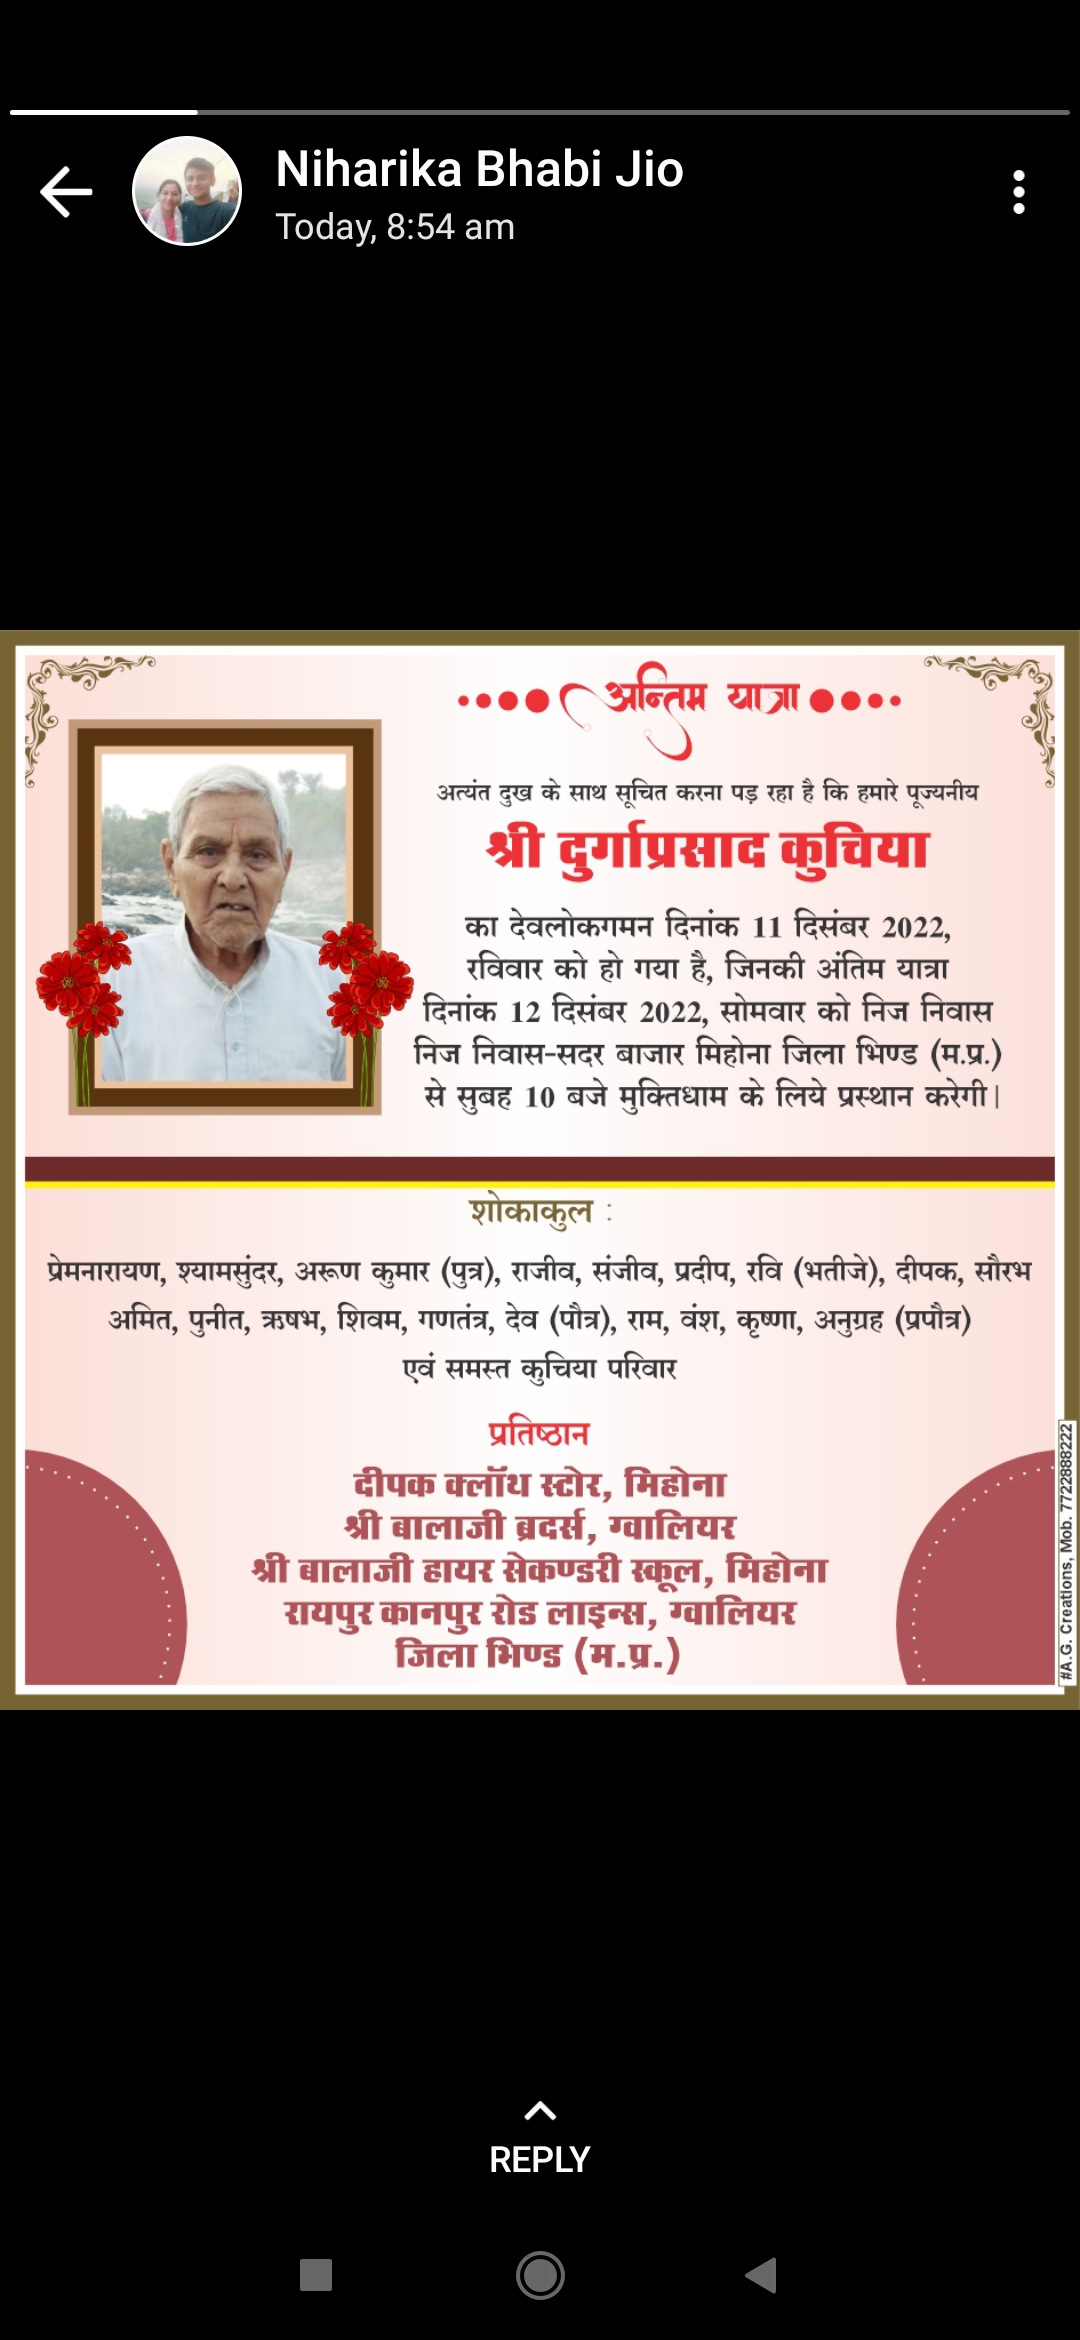 Niharika Bhabi Jio
Today, 8:54 am
अन्तिम यात्रा
अत्यंत दुख के साथ सूचित करना पड़ रहा है कि हमारे पूज्यनीय
श्री दुर्गाप्रसाद कुचिया
का देवलोकगमन दिनांक 11 दिसंबर 2022,
रविवार को हो गया है, जिनकी अंतिम यात्रा
दिनांक 12 दिसंबर 2022, सोमवार को निज निवास
निज निवास-सदर बाजार मिहोना जिला भिण्ड (म.प्र.)
से सुबह 10 बजे मुक्तिधाम के लिये प्रस्थान करेगी|
शोकाकुल :
प्रेमनारायण, श्यामसुंदर, अरूण कुमार (पुत्र), राजीव, संजीव, प्रदीप, रवि (भतीजे), दीपक, सौरभ
अमित, पुनीत, ऋषभ, शिवम, गणतंत्र, देव (पौत्र), राम, वंश, कृष्णा, अनुग्रह (प्रपौत्र)
एवं समस्त कुचिया परिवार
प्रतिष्ठान
दीपक क्लॉथ स्टोर, मिहोना
श्री बालाजी ब्रदर्स, ग्वालियर
श्री बालाजी हायर सेकण्डरी स्कूल, मिहोना
रायपुर कानपुर रोड लाइन्स, ग्वालियर
जिला भिण्ड (म.प्र.)
#A.G. Creations, Mob. 7722888222
REPLY